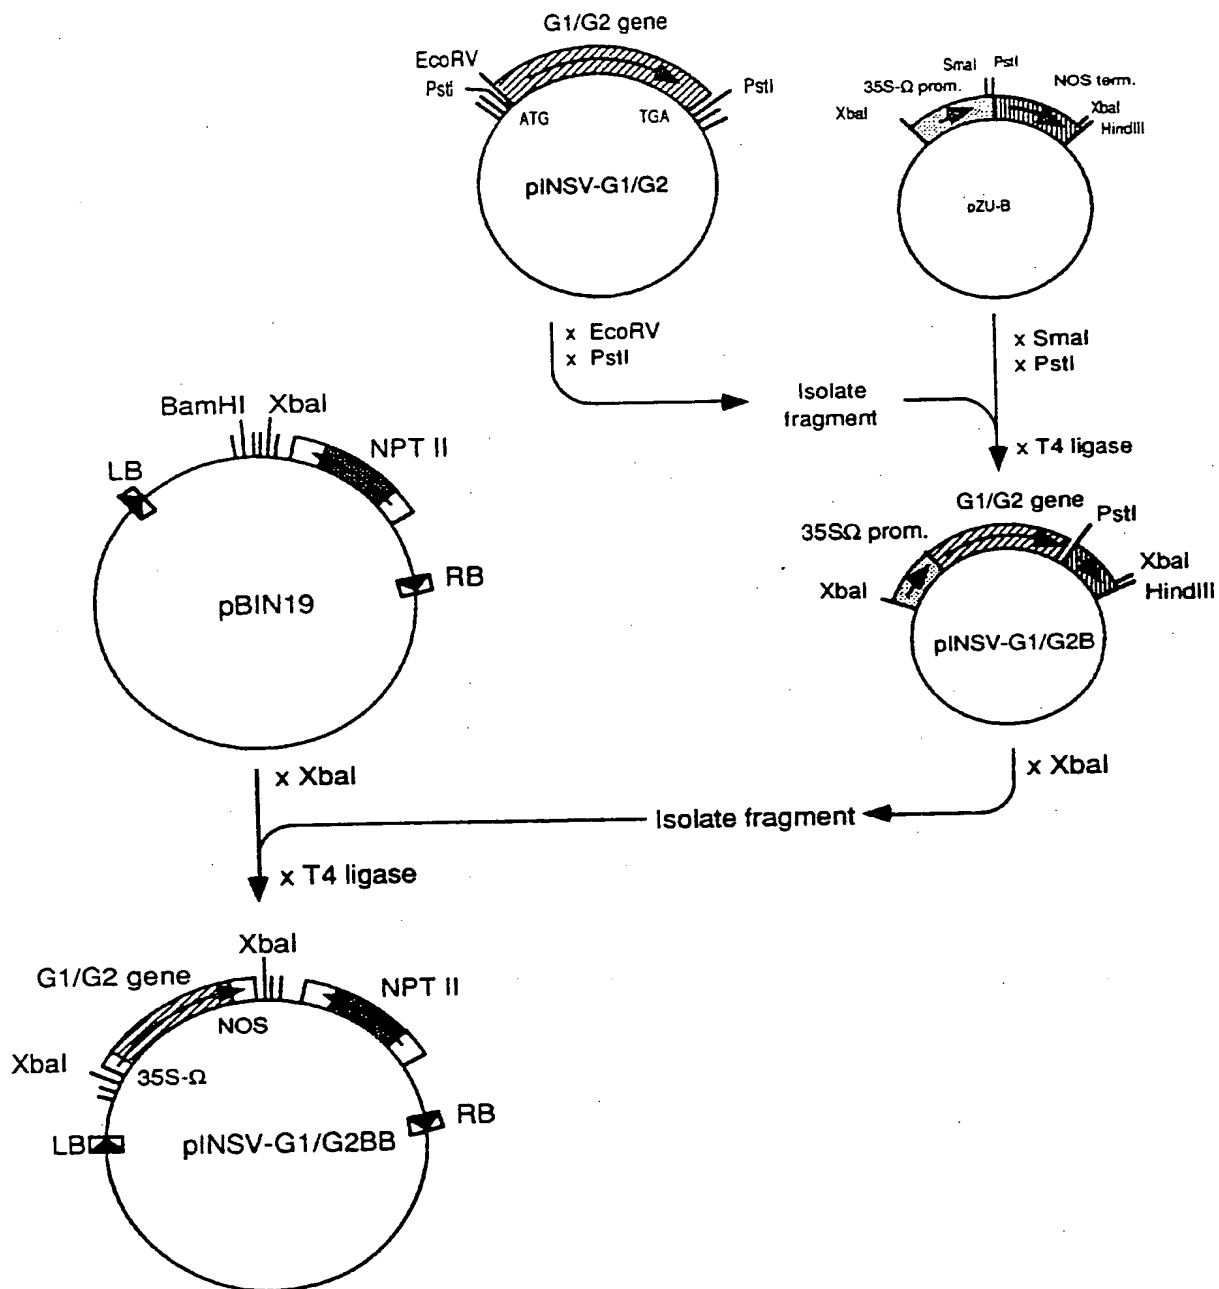 G1/G2 gene
EcoRV
PstI
PstI
ATG
TGA
pINSV-G1/G2
SmaI
PstI
35S-Ω prom.
NOS term.
XbaI
XbaI
HindIII
pZU-B
x EcoRV
x PstI
x SmaI
x PstI
Isolate
fragment
x T4 ligase
BamHI
XbaI
NPT II
LB
RB
pBIN19
G1/G2 gene
PstI
35SΩ prom.
XbaI
XbaI
HindIII
pINSV-G1/G2B
x XbaI
x XbaI
Isolate fragment
x T4 ligase
XbaI
G1/G2 gene
NPT II
NOS
XbaI
35S-Ω
RB
LB
pINSV-G1/G2BB